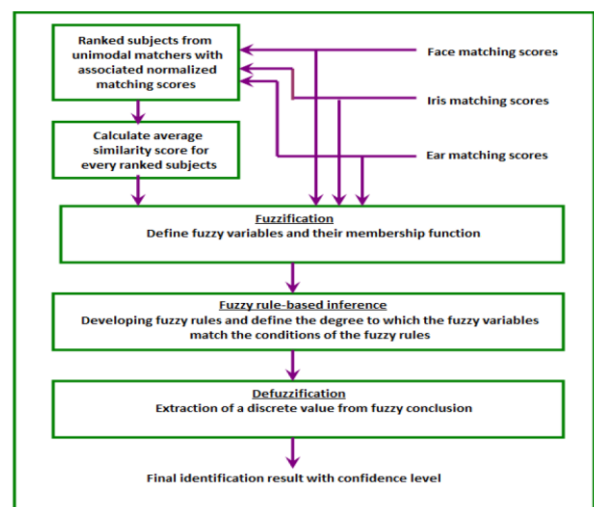 Ranked subjects from
unimodal matchers with
associated normalized
matching scores
Face matching scores
Iris matching scores
Ear matching scores
Calculate average
similarity score for
every ranked subjects
Fuzzification
Define fuzzy variables and their membership function
Fuzzy rule-based inference
Developing fuzzy rules and define the degree to which the fuzzy variables
match the conditions of the fuzzy rules
Defuzzification
Extraction of a discrete value from fuzzy conclusion
Final identification result with confidence level